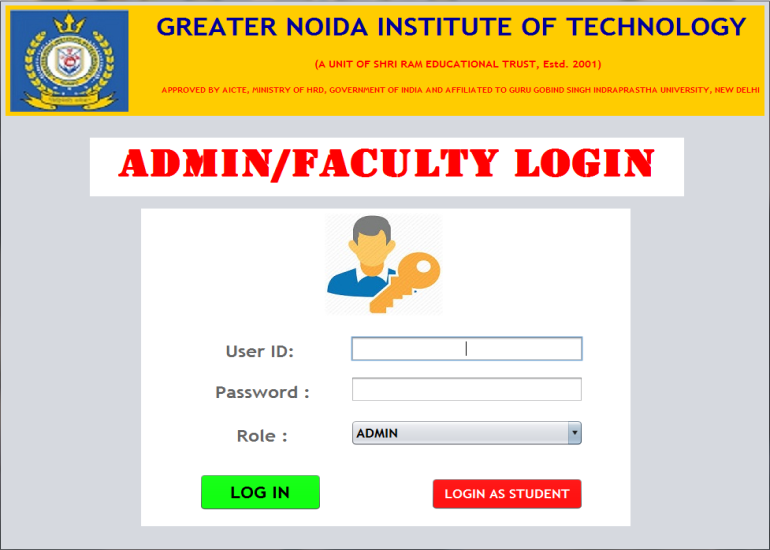 GREATER NOIDA INSTITUTE OF TECHNOLOGY
(A UNIT OF SHRI RAM EDUCATIONAL TRUST, Estd. 2001)
APPROVED BY AICTE, MINISTRY OF HRD, GOVERNMENT OF INDIA AND AFFILIATED TO GURU GOBIND SINGH INDRAPRASTHA UNIVERSITY, NEW DELHI
ADMIN/FACULTY LOGIN
User ID:
Password :
Role :
ADMIN
LOG IN
LOGIN AS STUDENT